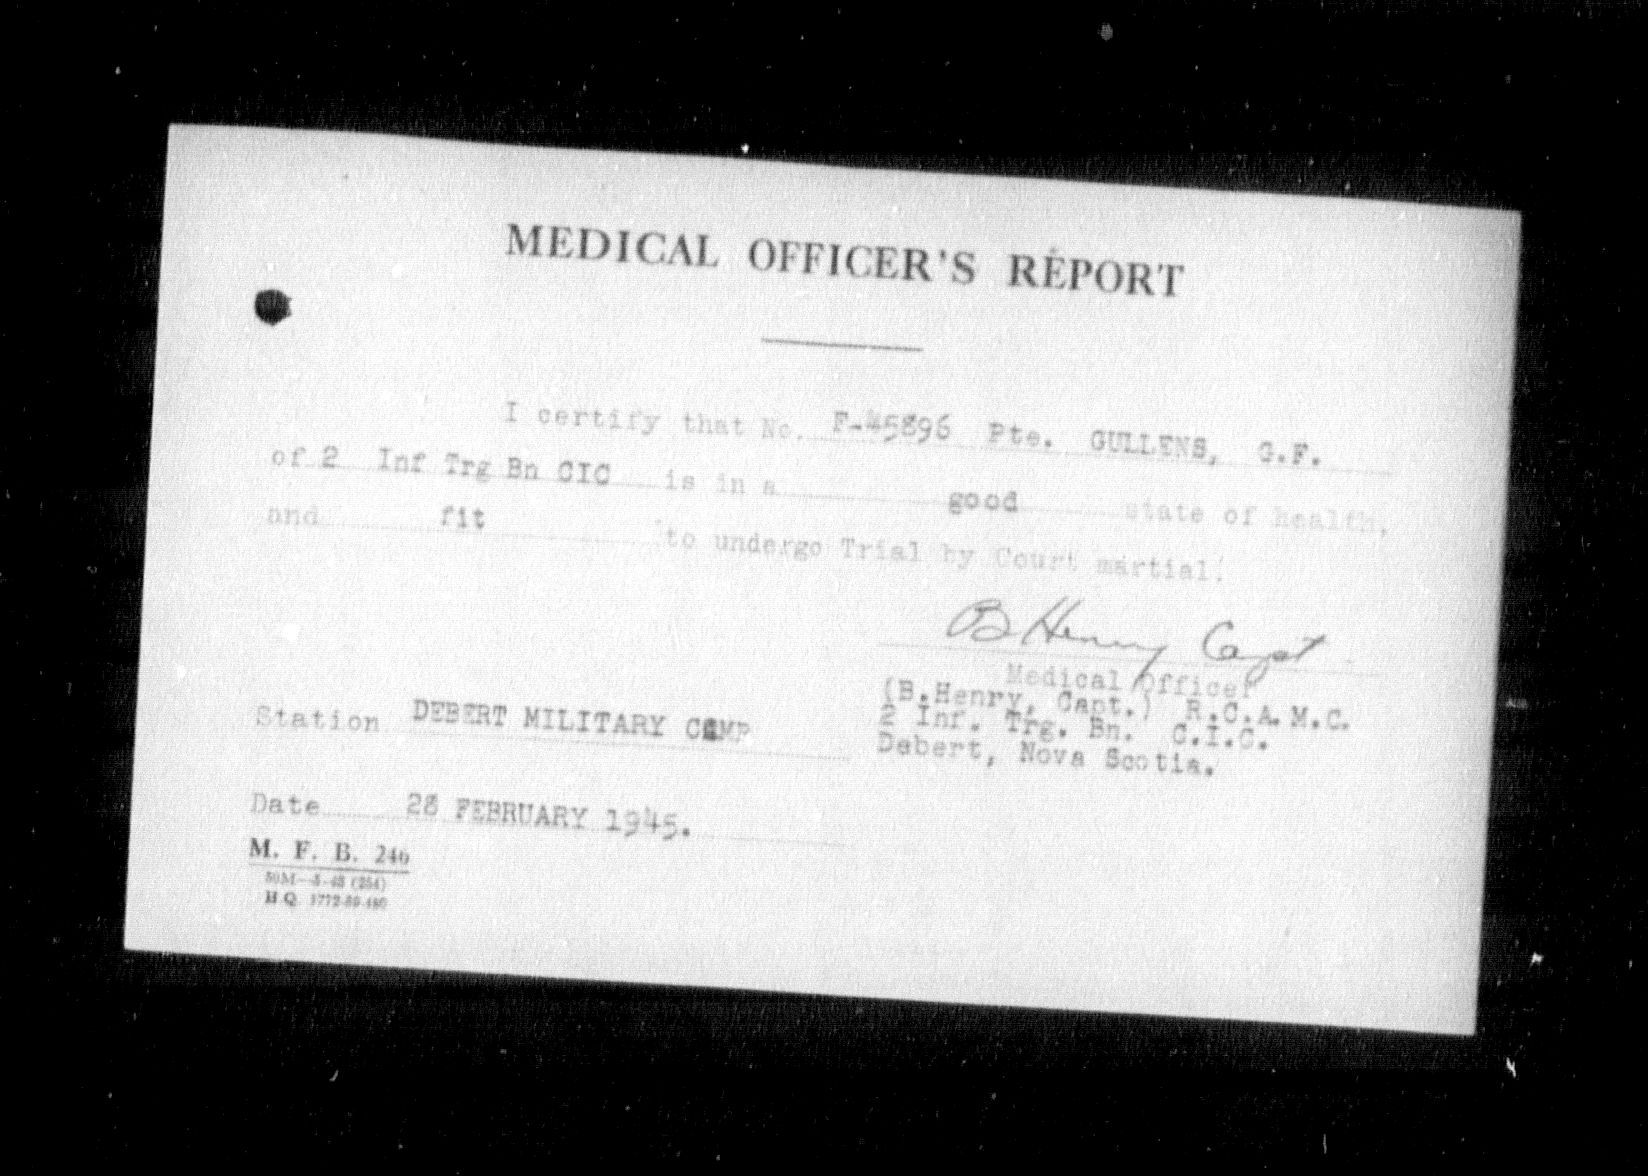 MEDICAL OFFICER'S REPORT
I certify that No. F-45896 Pte. GULLENS, G.F.
of 2 Inf Trg Bn CIC is in a good state of health,
and fit to undergo Trial by Court martial.
B Henry Capt
Medical Officer
(B.Henry, Capt.) R.C.A.M.C.
2 Inf. Trg. Bn. C.I.C.
Debert, Nova Scotia.
Station DEBERT MILITARY CAMP
Date 28 FEBRUARY 1945.
M. F. B. 246
H.Q. 1772-39-